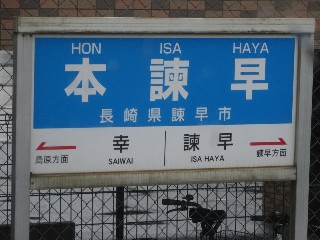 HON ISA HAYA
本 諫 早
長崎県諫早市
幸 諫早
SAIWAI ISA HAYA
島原方面 諫早方面